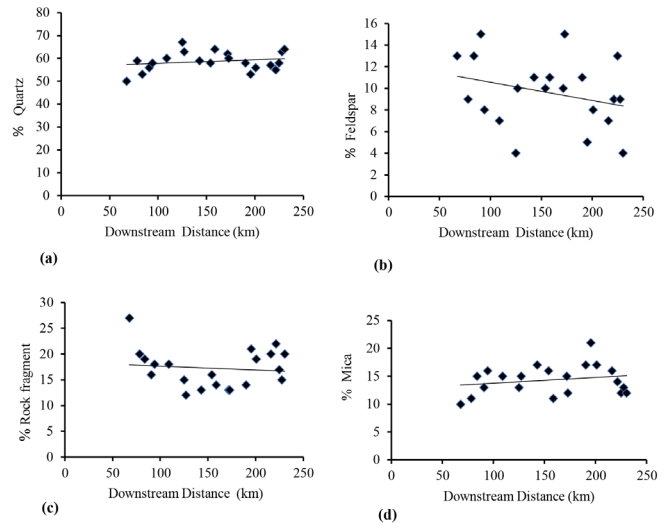 80
70
60
50
40
30
20
10
0
% Quartz
0 50 100 150 200 250
Downstream Distance (km)
(a)
16
14
12
10
8
6
4
2
0
% Feldspar
0 50 100 150 200 250
Downstream Distance (km)
(b)
30
25
20
15
10
5
0
% Rock fragment
0 50 100 150 200 250 300
Downstream Distance (km)
(c)
25
20
15
10
5
0
% Mica
0 50 100 150 200 250 300
Downstream Distance (km)
(d)